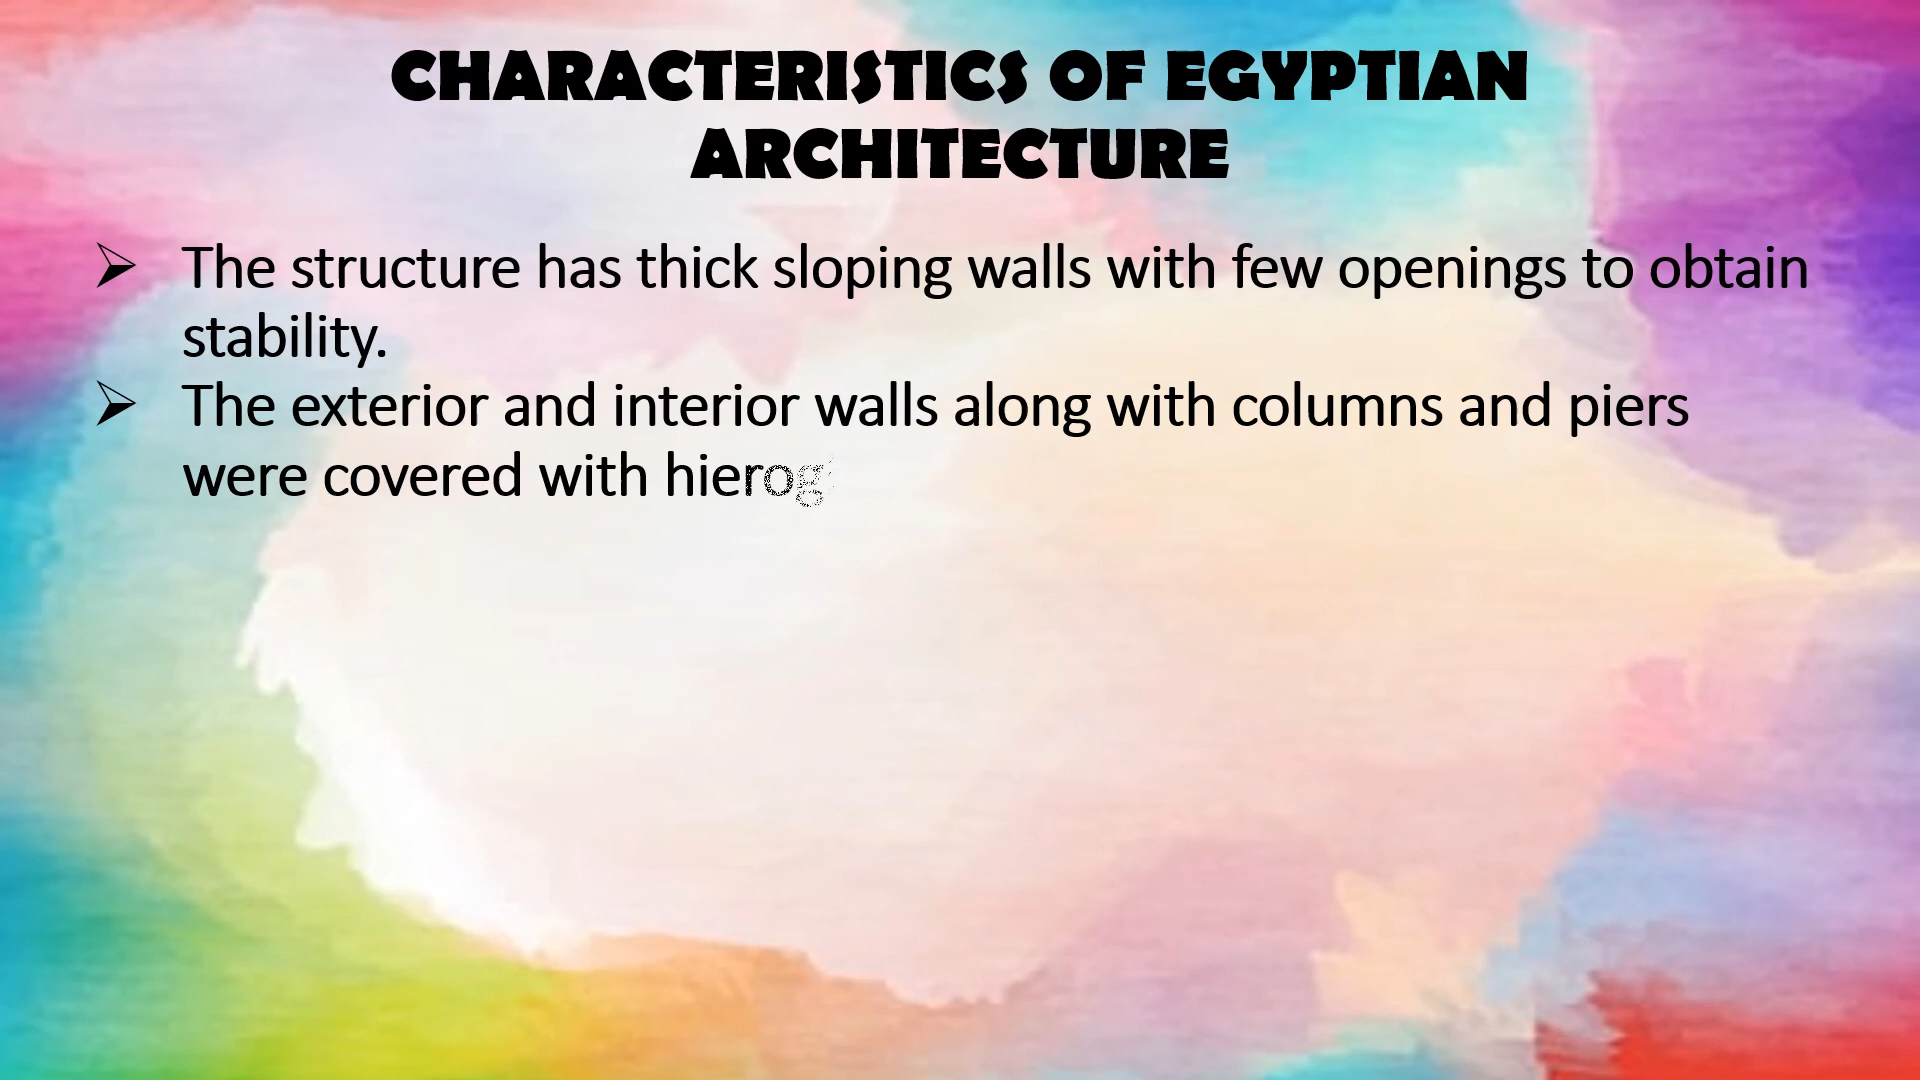 CHARACTERISTICS OF EGYPTIAN
ARCHITECTURE
➢ The structure has thick sloping walls with few openings to obtain
stability.
➢ The exterior and interior walls along with columns and piers
were covered with hierog